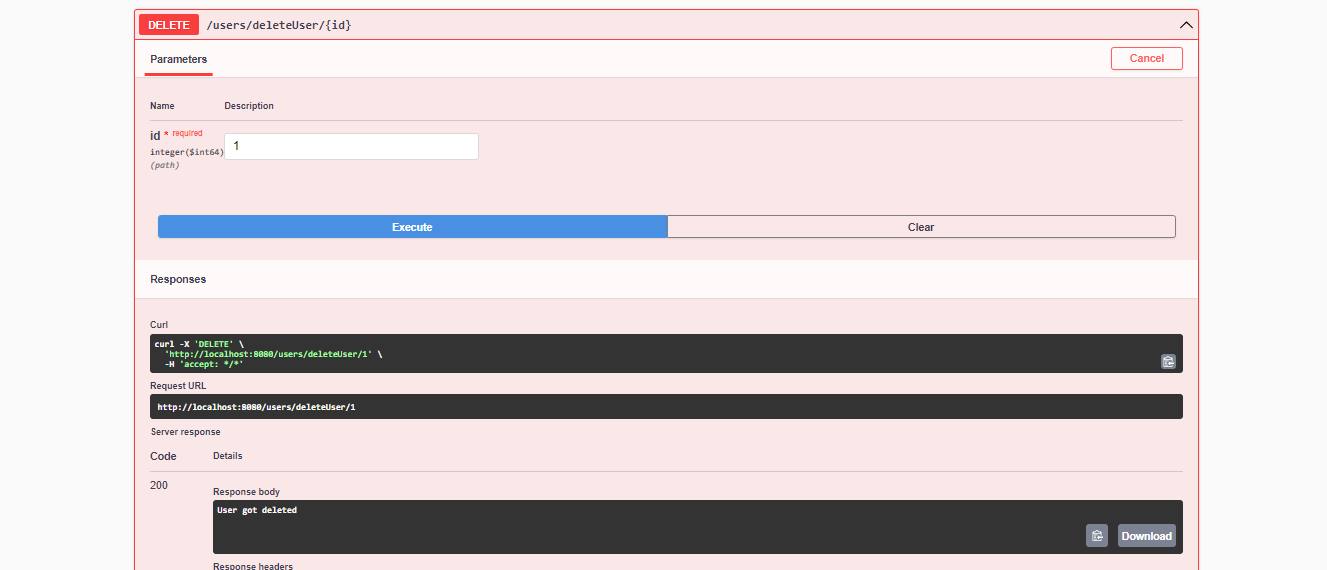 DELETE /users/deleteUser/{id}
Parameters
Cancel
Name Description
id * required
integer($int64)
(path)
1
Execute Clear
Responses
Curl
curl -X 'DELETE' \
'http://localhost:8080/users/deleteUser/1' \
-H 'accept: */*'
Request URL
http://localhost:8080/users/deleteUser/1
Server response
Code Details
200
Response body
User got deleted
Download
Response headers